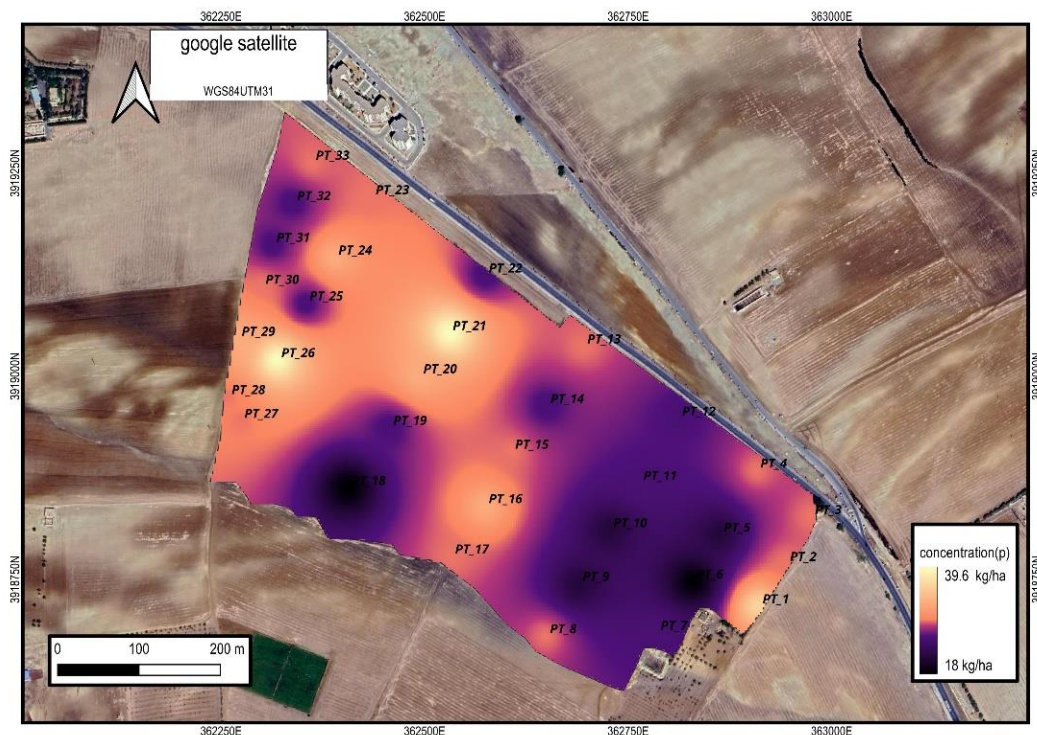 362250E 362500E 362750E 363000E
google satellite
WGS84UTM31
3919250N
3919250N
PT_33
PT_23
PT_32
PT_31
PT_24
PT_22
PT_30
PT_25
PT_29
PT_21
PT_13
PT_26
PT_20
3919000N
3919000N
PT_28
PT_14
PT_27
PT_12
PT_19
PT_15
PT_4
PT_11
PT_18
PT_16
PT_3
PT_10
PT_5
PT_17
PT_2
3918750N
3918750N
concentration(p)
39.6 kg/ha
18 kg/ha
PT_9
PT_6
PT_1
PT_8
PT_7
0 100 200 m
362250E 362500E 362750E 363000E